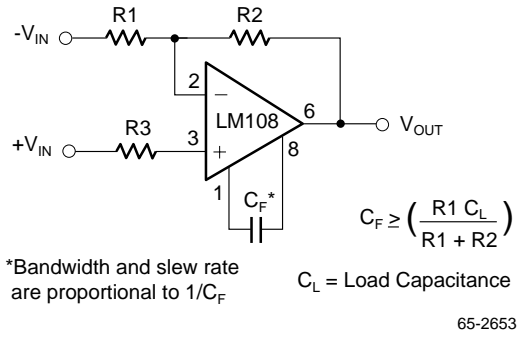 -VIN
R1
R2
2
−
LM108
6
VOUT
+VIN
R3
3
+
8
1
CF*
CF ≥ (R1 CL / R1 + R2)
*Bandwidth and slew rate
are proportional to 1/CF
CL = Load Capacitance
65-2653